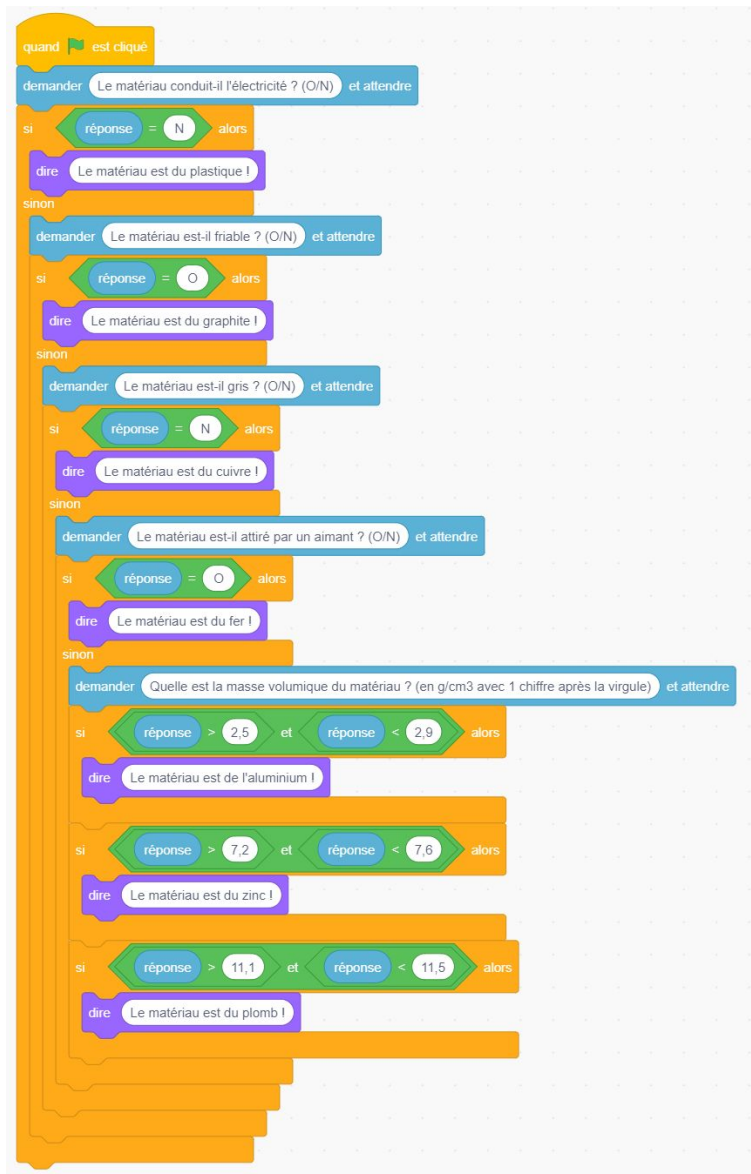 quand est cliqué
demander Le matériau conduit-il l'électricité ? (O/N) et attendre
si réponse = N alors
dire Le matériau est du plastique !
sinon
demander Le matériau est-il friable ? (O/N) et attendre
si réponse = O alors
dire Le matériau est du graphite !
sinon
demander Le matériau est-il gris ? (O/N) et attendre
si réponse = N alors
dire Le matériau est du cuivre !
sinon
demander Le matériau est-il attiré par un aimant ? (O/N) et attendre
si réponse = O alors
dire Le matériau est du fer !
sinon
demander Quelle est la masse volumique du matériau ? (en g/cm3 avec 1 chiffre après la virgule) et attendre
si réponse > 2,5 et réponse < 2,9 alors
dire Le matériau est de l'aluminium !
si réponse > 7,2 et réponse < 7,6 alors
dire Le matériau est du zinc !
si réponse > 11,1 et réponse < 11,5 alors
dire Le matériau est du plomb !